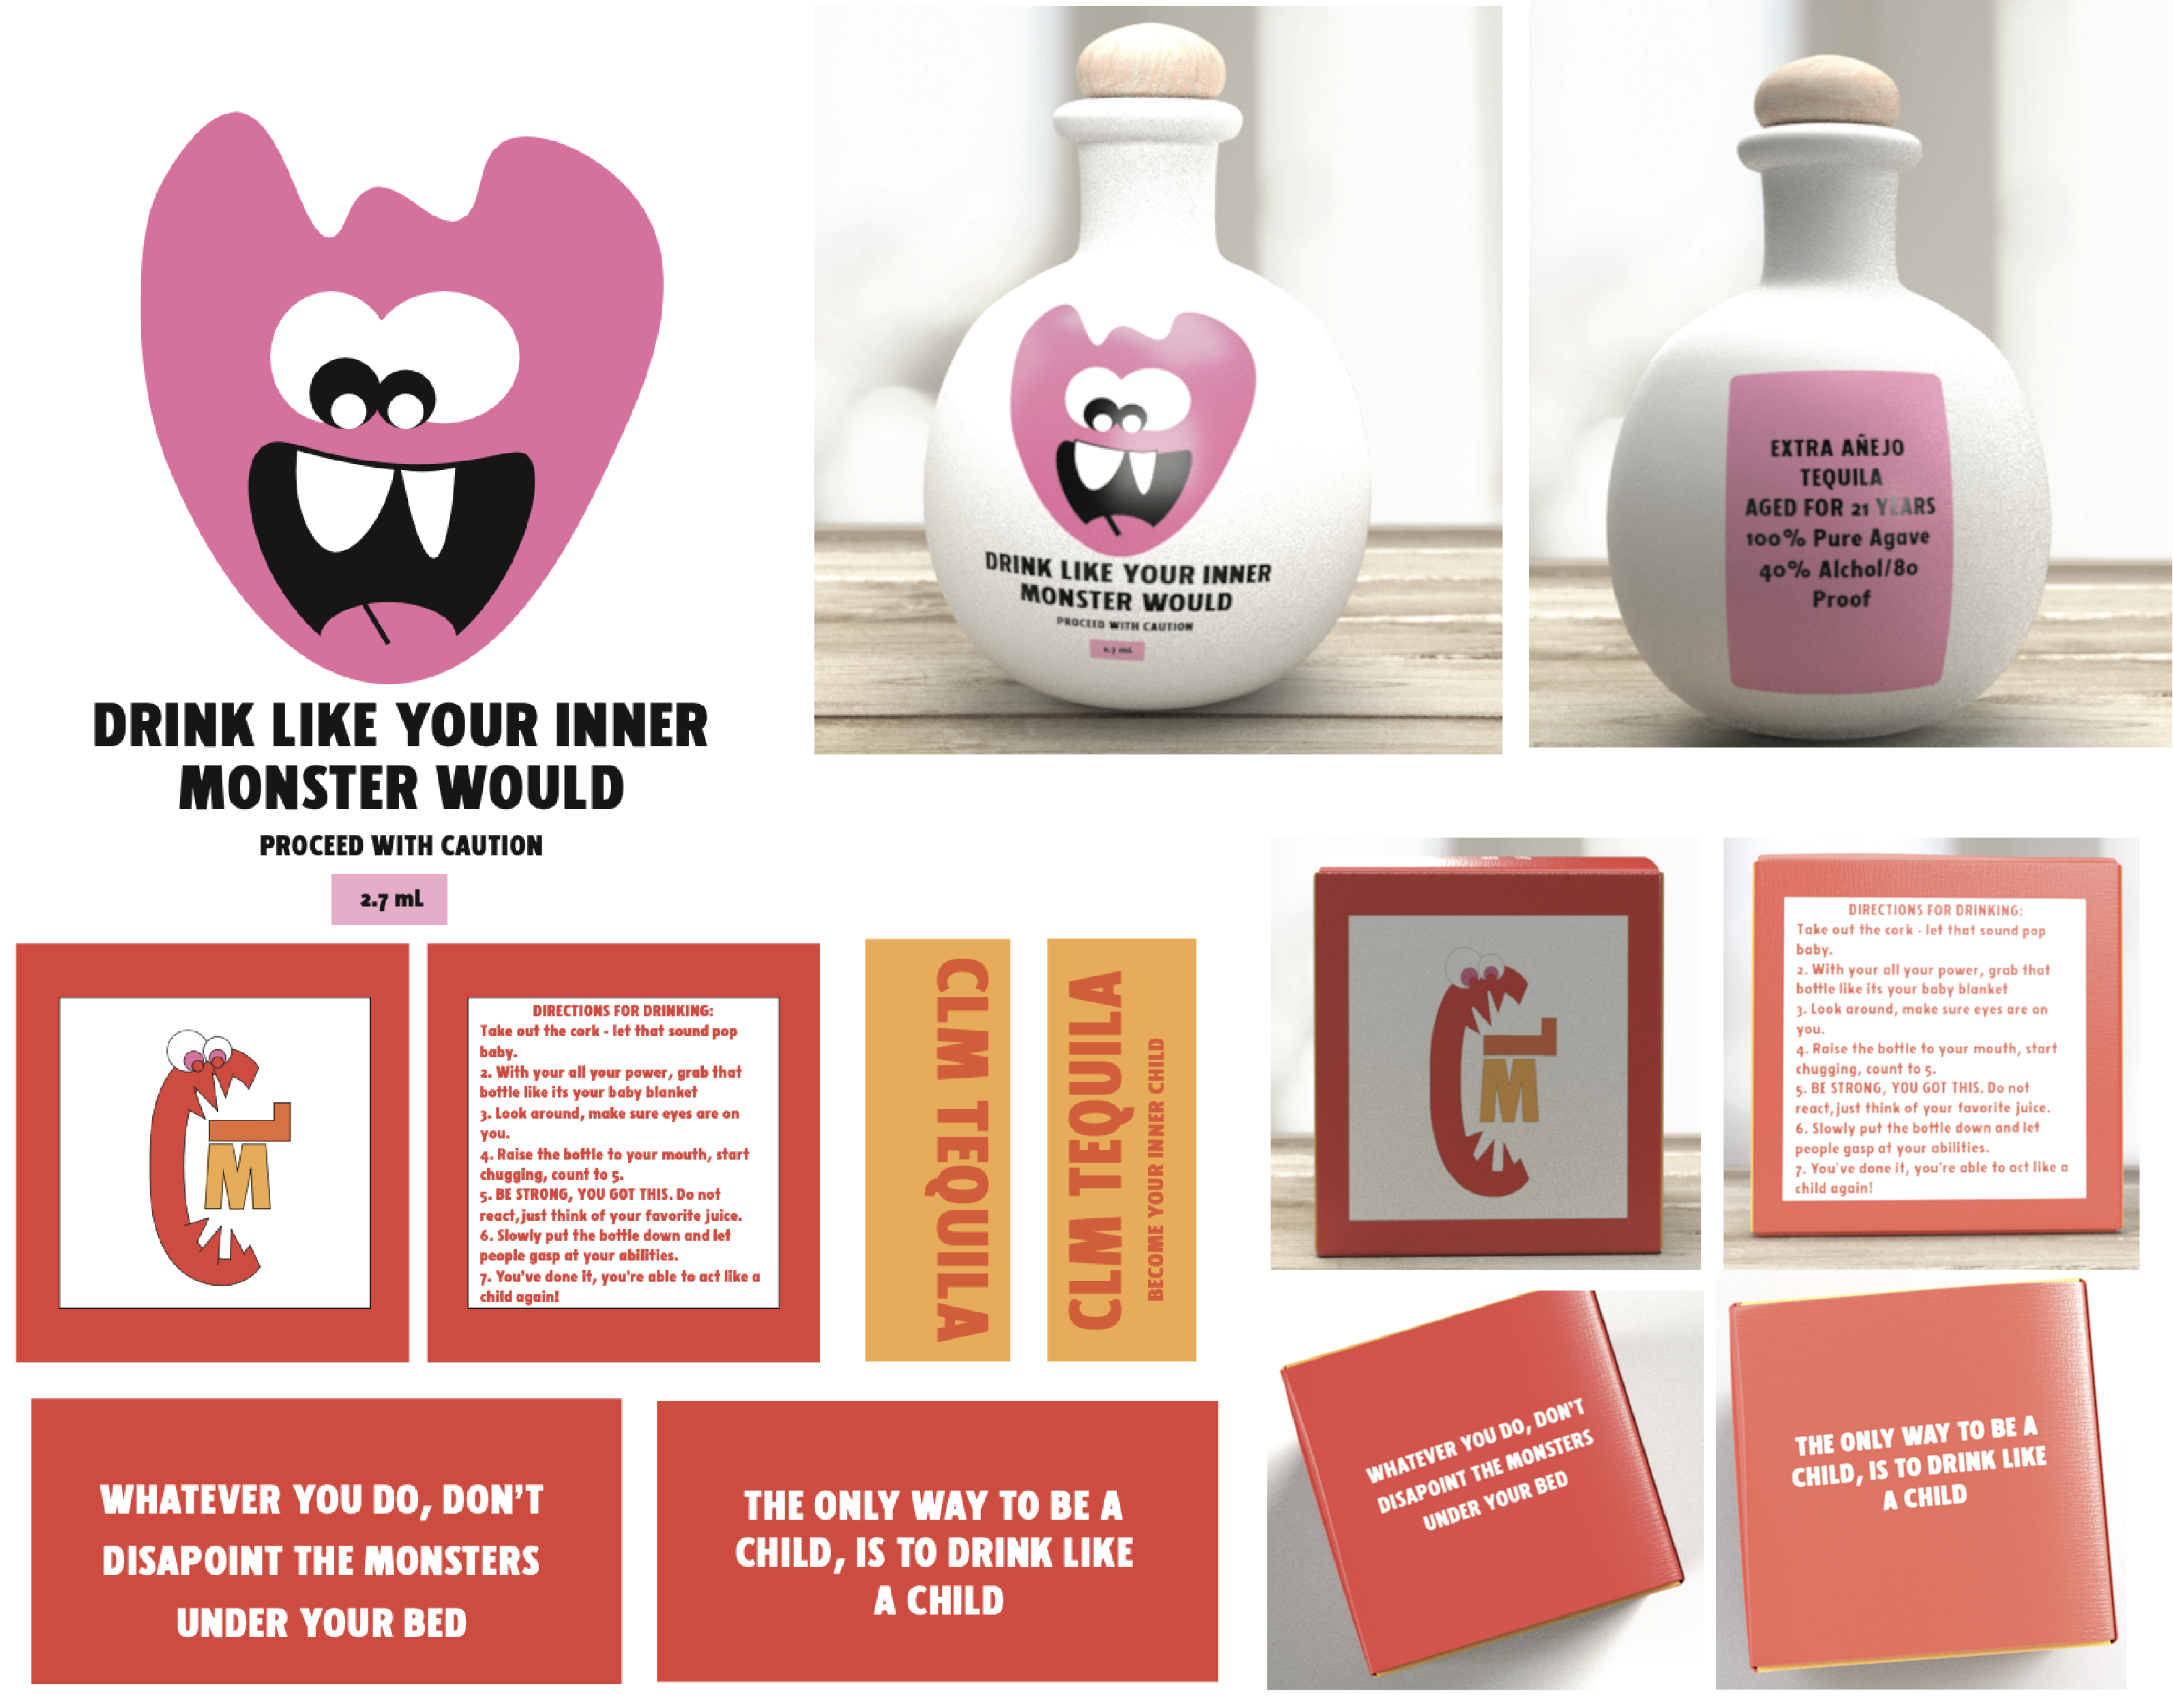 DRINK LIKE YOUR INNER
MONSTER WOULD
PROCEED WITH CAUTION
2.7 mL
DRINK LIKE YOUR INNER
MONSTER WOULD
PROCEED WITH CAUTION
2.7 mL
EXTRA AÑEJO
TEQUILA
AGED FOR 21 YEARS
100% Pure Agave
40% Alchol/80
Proof
C
L
M
DIRECTIONS FOR DRINKING:
Take out the cork - let that sound pop
baby.
2. With your all your power, grab that
bottle like its your baby blanket
3. Look around, make sure eyes are on
you.
4. Raise the bottle to your mouth, start
chugging, count to 5.
5. BE STRONG, YOU GOT THIS. Do not
react,just think of your favorite juice.
6. Slowly put the bottle down and let
people gasp at your abilities.
7. You've done it, you're able to act like a
child again!
CLM TEQUILA
CLM TEQUILA
BECOME YOUR INNER CHILD
C
L
M
DIRECTIONS FOR DRINKING:
Take out the cork - let that sound pop
baby.
2. With your all your power, grab that
bottle like its your baby blanket
3. Look around, make sure eyes are on
you.
4. Raise the bottle to your mouth, start
chugging, count to 5.
5. BE STRONG, YOU GOT THIS. Do not
react,just think of your favorite juice.
6. Slowly put the bottle down and let
people gasp at your abilities.
7. You've done it, you're able to act like a
child again!
WHATEVER YOU DO, DON'T
DISAPOINT THE MONSTERS
UNDER YOUR BED
THE ONLY WAY TO BE A
CHILD, IS TO DRINK LIKE
A CHILD
WHATEVER YOU DO, DON'T
DISAPOINT THE MONSTERS
UNDER YOUR BED
THE ONLY WAY TO BE A
CHILD, IS TO DRINK LIKE
A CHILD